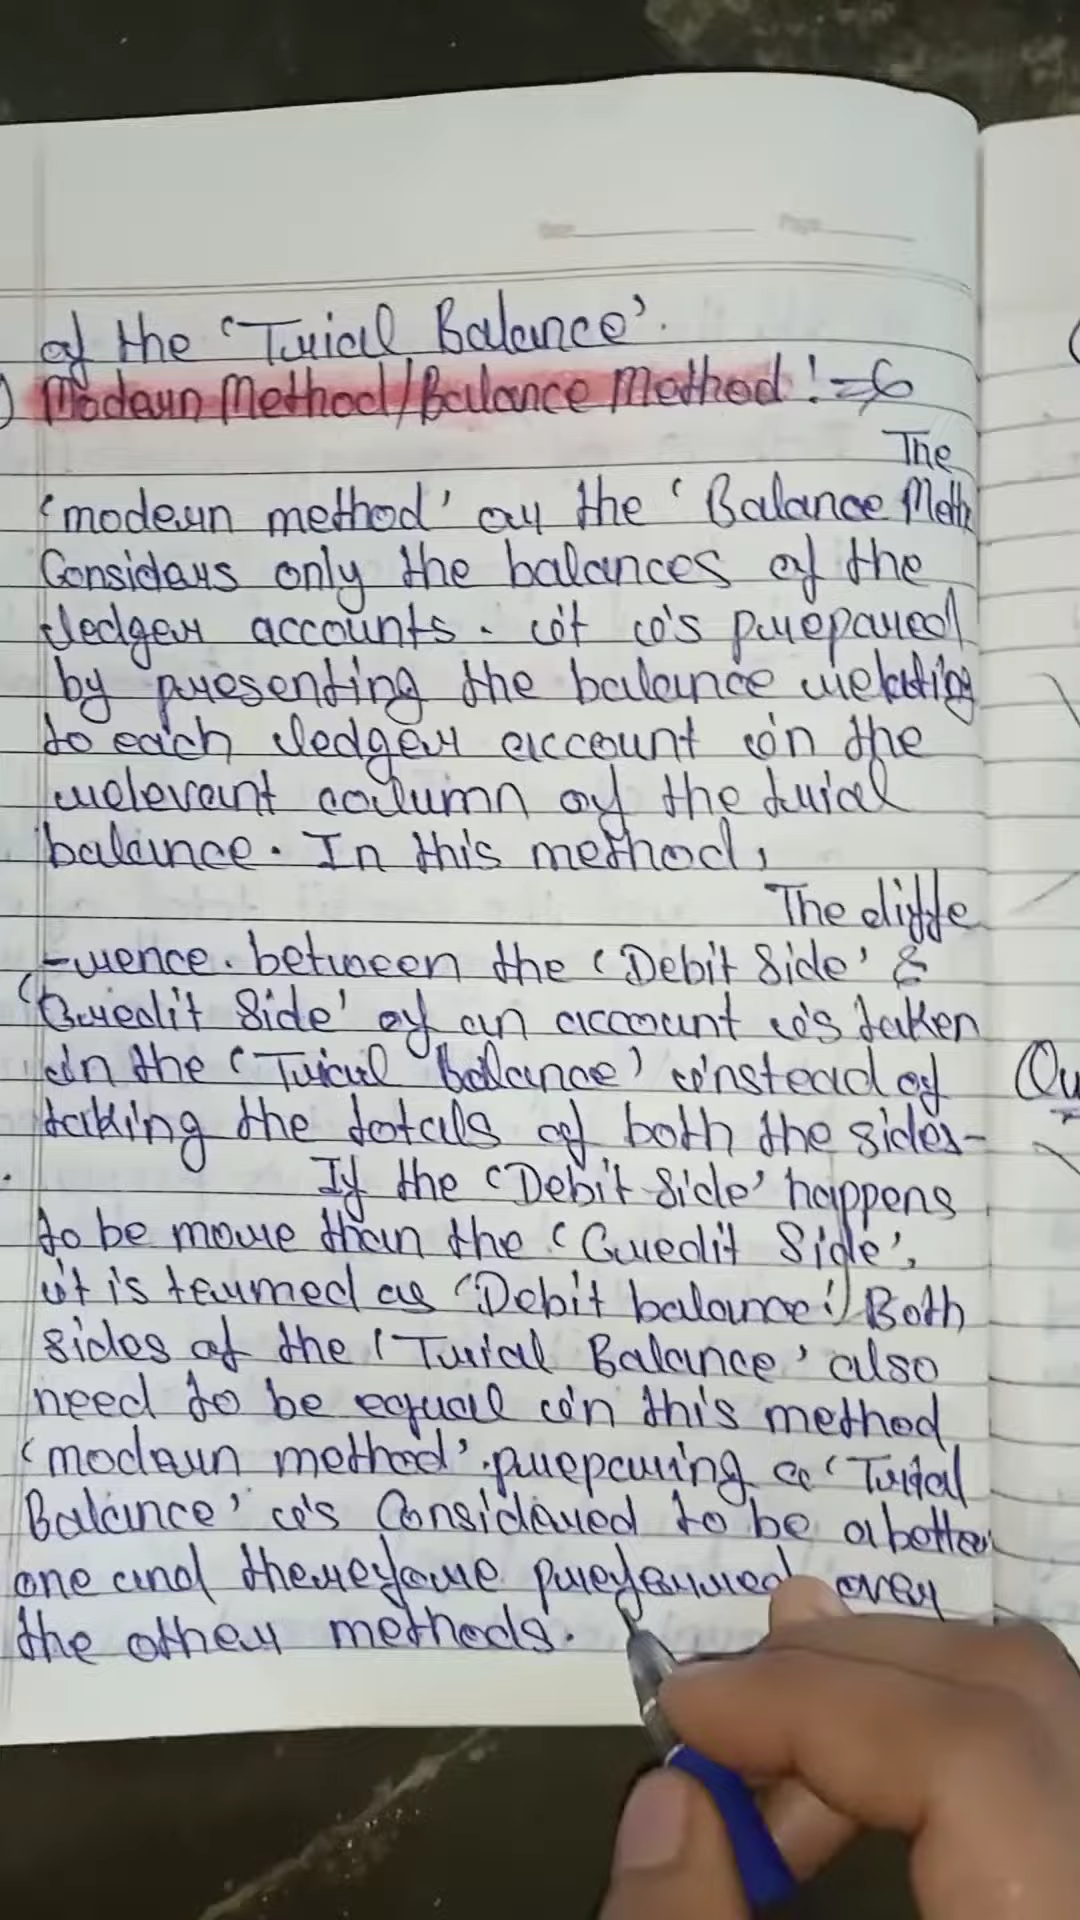 Date Page
of the 'Trial Balance'.
) Modern Method/Balance Method :-
The
'modern method' or the 'Balance Meth
Considers only the balances of the
ledger accounts. it is prepared
by presenting the balance relating
to each ledger account in the
relevant column of the trial
balance. In this method,
The diffe
-rence. between the 'Debit Side' &
'Credit Side' of an account is taken
in the 'Trial Balance' instead of
taking the totals of both the sides-
If the 'Debit Side' happens
to be more than the 'Credit Side',
it is termed as 'Debit balance'.) Both
sides of the 'Trial Balance' also
need to be equal in this method
'modern method' preparing a 'Trial
Balance' is Considered to be a better
one and therefore preferred over
the other methods.
Qu